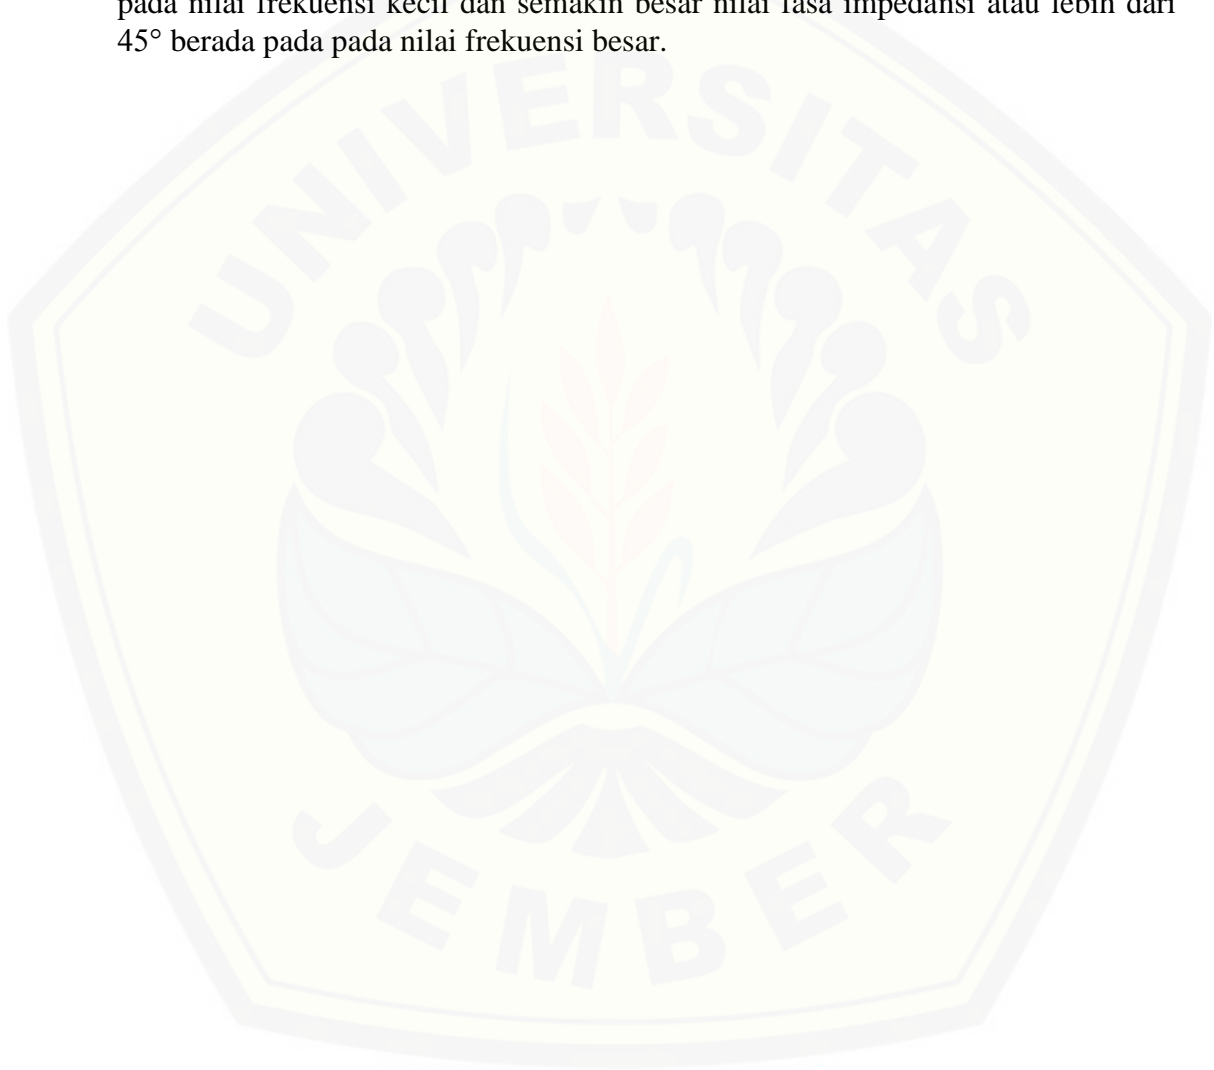 pada nilai frekuensi kecil dan semakin besar nilai fasa impedansi atau lebih dari
45° berada pada pada nilai frekuensi besar.
UNIVERSITAS
JEMBER